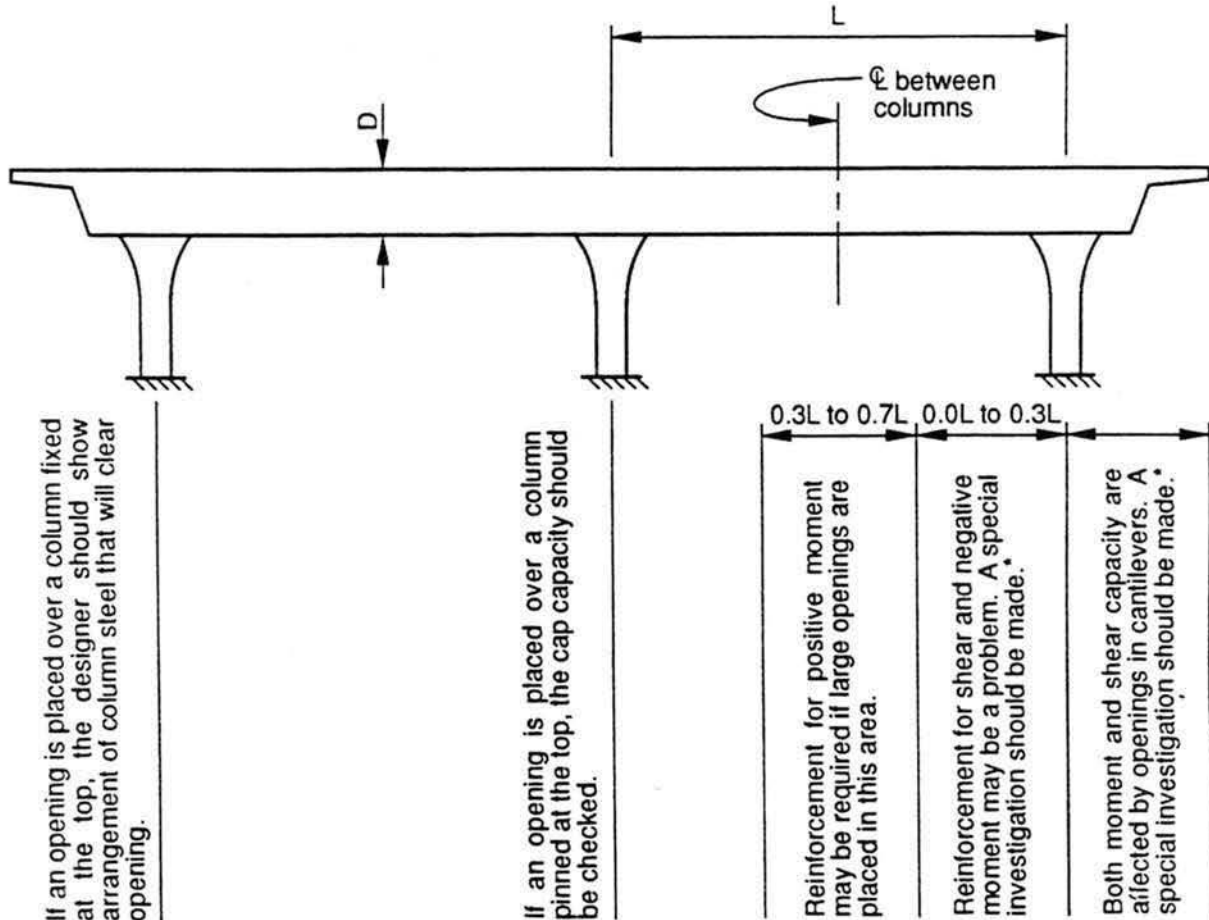 L
℄ between
columns
D
0.3L to 0.7L
0.0L to 0.3L
If an opening is placed over a column fixed
at the top, the designer should show
arrangement of column steel that will clear
opening.
If an opening is placed over a column
pinned at the top, the cap capacity should
be checked.
Reinforcement for positive moment
may be required if large openings are
placed in this area.
Reinforcement for shear and negative
moment may be a problem. A special
investigation should be made.*
Both moment and shear capacity are
affected by openings in cantilevers. A
special investigation should be made.*